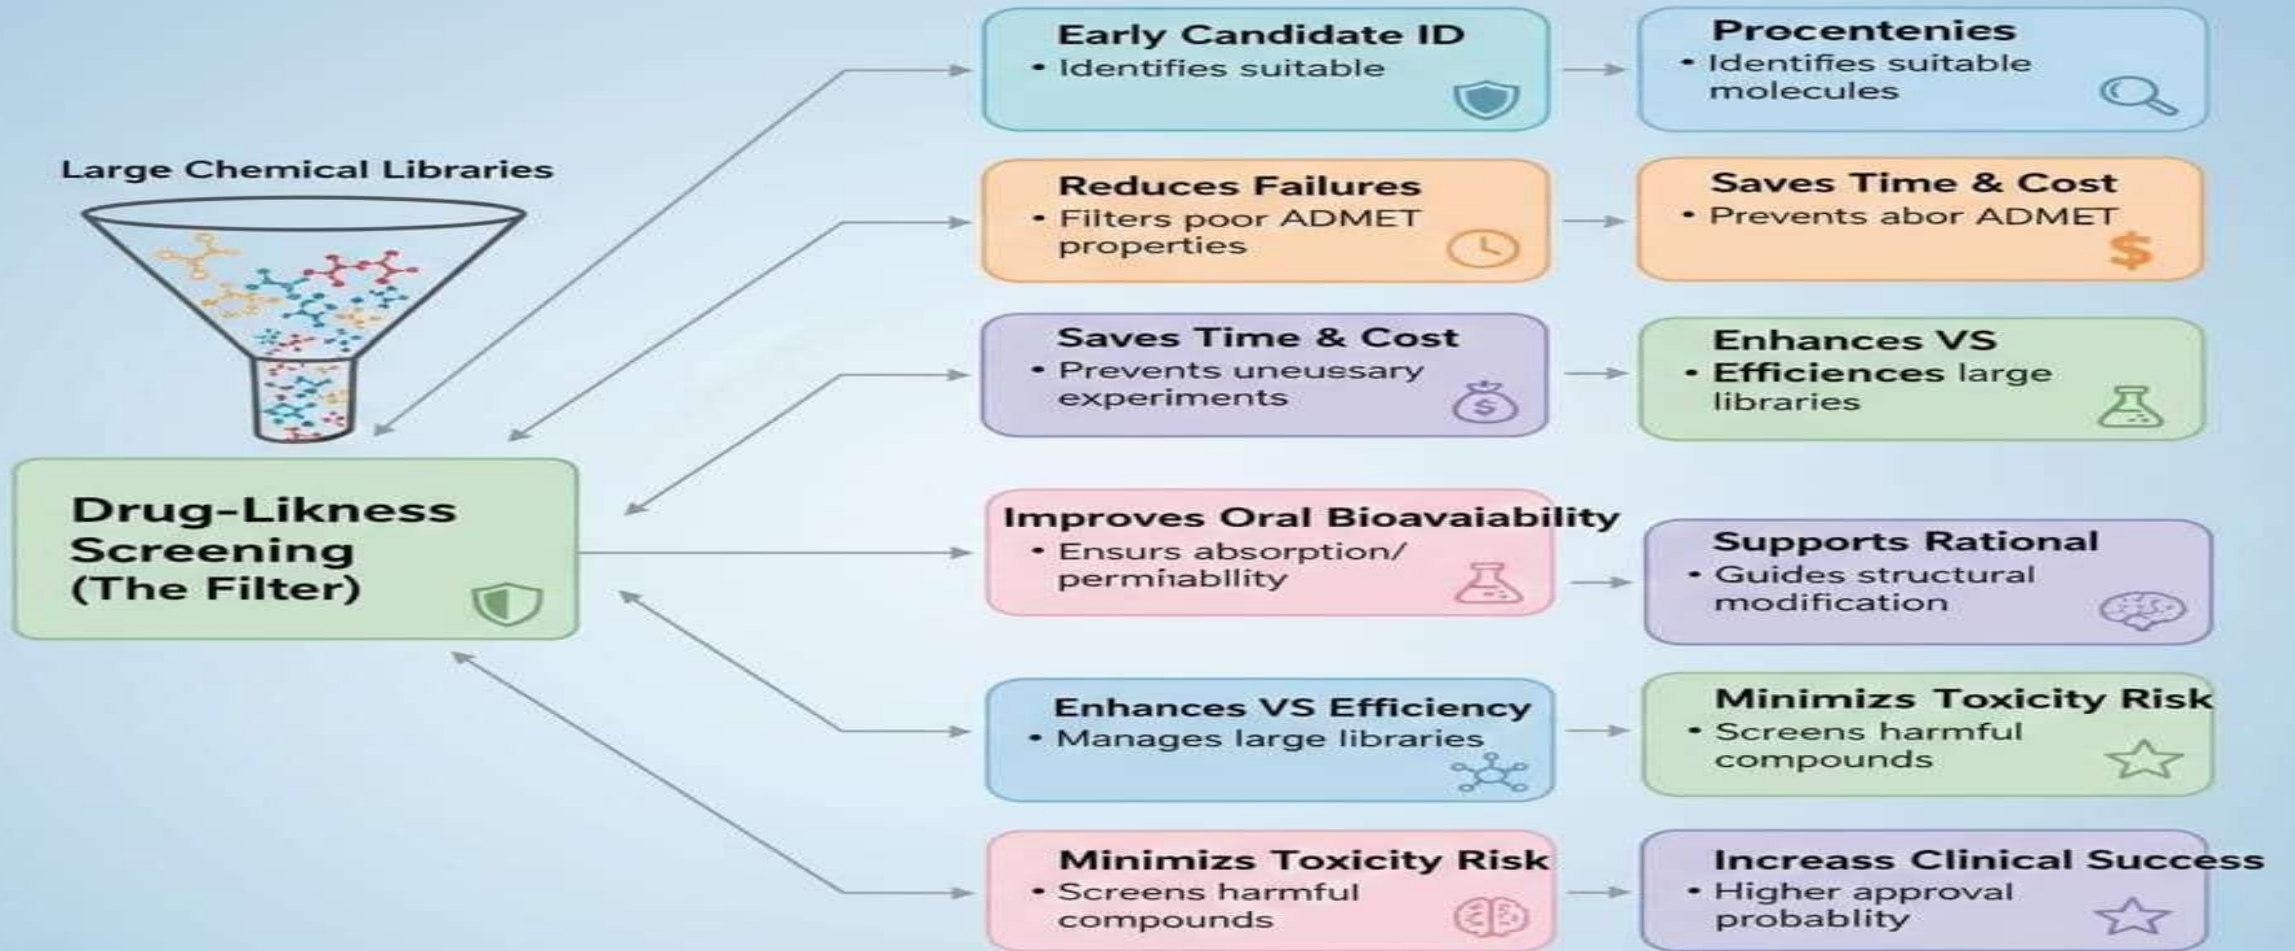 Large Chemical Libraries
Drug-Likness
Screening
(The Filter)
Early Candidate ID
• Identifies suitable
Procentenies
• Identifies suitable
molecules
Reduces Failures
• Filters poor ADMET
properties
Saves Time & Cost
• Prevents abor ADMET
$
Saves Time & Cost
• Prevents uneuesary
experiments
$
Enhances VS
• Efficiences large
libraries
Improves Oral Bioavaiability
• Ensurs absorption/
permiıabllity
Supports Rational
• Guides structural
modification
Enhances VS Efficiency
• Manages large libraries
Minimizs Toxicity Risk
• Screens harmful
compounds
Minimizs Toxicity Risk
• Screens harmful
compounds
Increass Clinical Success
• Higher approval
probablity